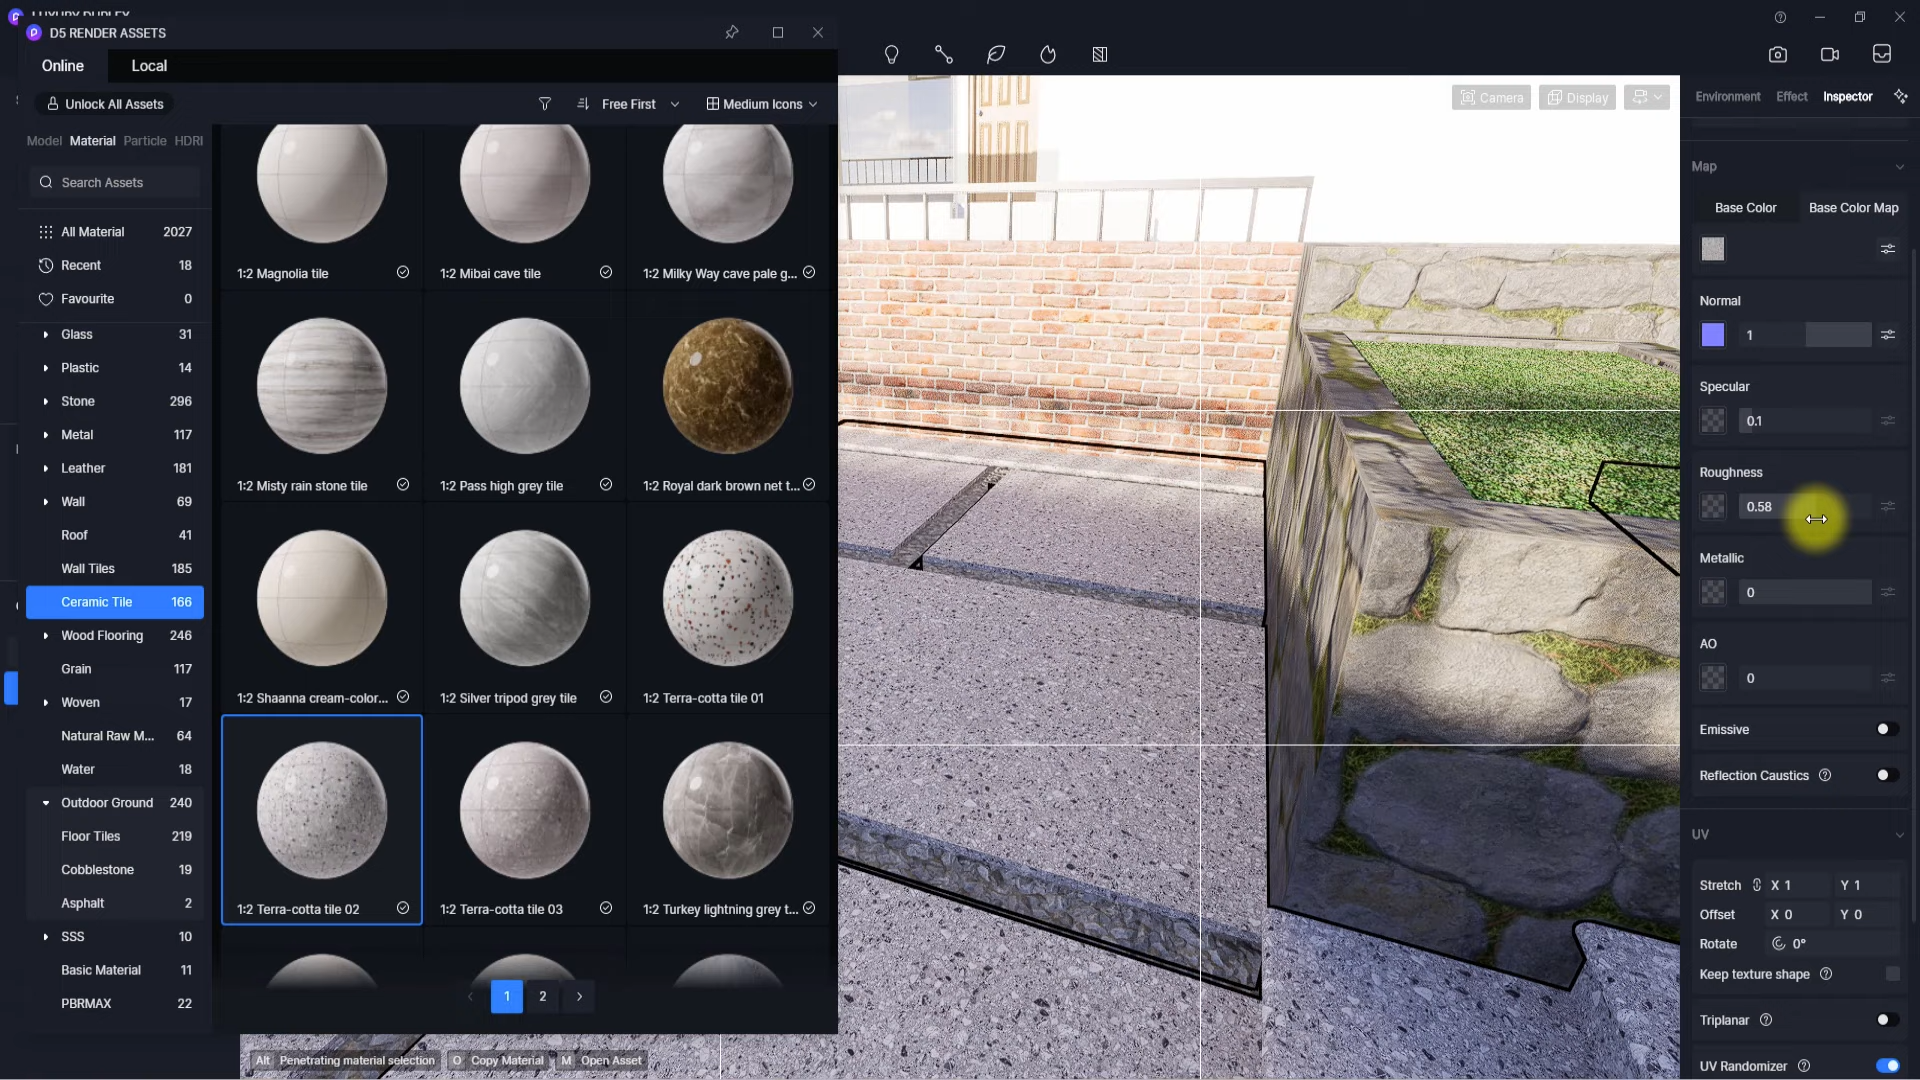 D5 RENDER ASSETS
Online
Local
Unlock All Assets
Free First
Medium Icons
Model Material Particle HDRI
Search Assets
All Material 2027
Recent 18
Favourite 0
Glass 31
Plastic 14
Stone 296
Metal 117
Leather 181
Wall 69
Roof 41
Wall Tiles 185
Ceramic Tile 166
Wood Flooring 246
Grain 117
Woven 17
Natural Raw M... 64
Water 18
Outdoor Ground 240
Floor Tiles 219
Cobblestone 19
Asphalt 2
SSS 10
Basic Material 11
PBRMAX 22
1:2 Magnolia tile
1:2 Mibai cave tile
1:2 Milky Way cave pale g...
1:2 Misty rain stone tile
1:2 Pass high grey tile
1:2 Royal dark brown net t...
1:2 Shaanna cream-color...
1:2 Silver tripod grey tile
1:2 Terra-cotta tile 01
1:2 Terra-cotta tile 02
1:2 Terra-cotta tile 03
1:2 Turkey lightning grey t...
1
2
Alt Penetrating material selection O Copy Material M Open Asset
Camera
Display
Environment Effect Inspector
Map
Base Color
Base Color Map
Normal
1
Specular
0.1
Roughness
0.58
Metallic
0
AO
0
Emissive
Reflection Caustics
UV
Stretch X 1 Y 1
Offset X 0 Y 0
Rotate 0°
Keep texture shape
Triplanar
UV Randomizer